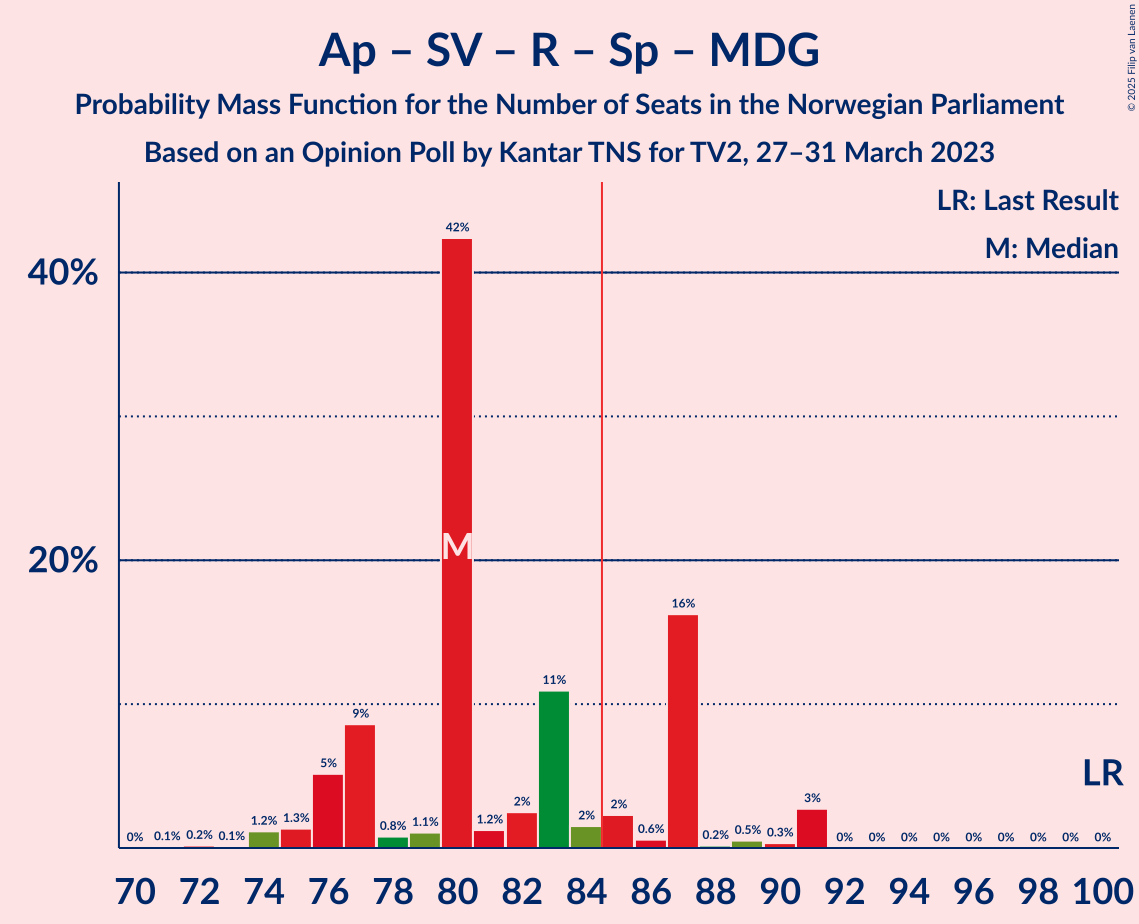 Ap – SV – R – Sp – MDG
Probability Mass Function for the Number of Seats in the Norwegian Parliament
Based on an Opinion Poll by Kantar TNS for TV2, 27–31 March 2023
© 2025 Filip van Laenen
LR: Last Result
M: Median
40%
20%
0% 0.1% 0.2% 0.1% 1.2% 1.3% 5% 9% 0.8% 1.1% 42% 1.2% 2% 11% 2% 2% 0.6% 16% 0.2% 0.5% 0.3% 3% 0% 0% 0% 0% 0% 0% 0% 0% 0%
M
LR
70 72 74 76 78 80 82 84 86 88 90 92 94 96 98 100